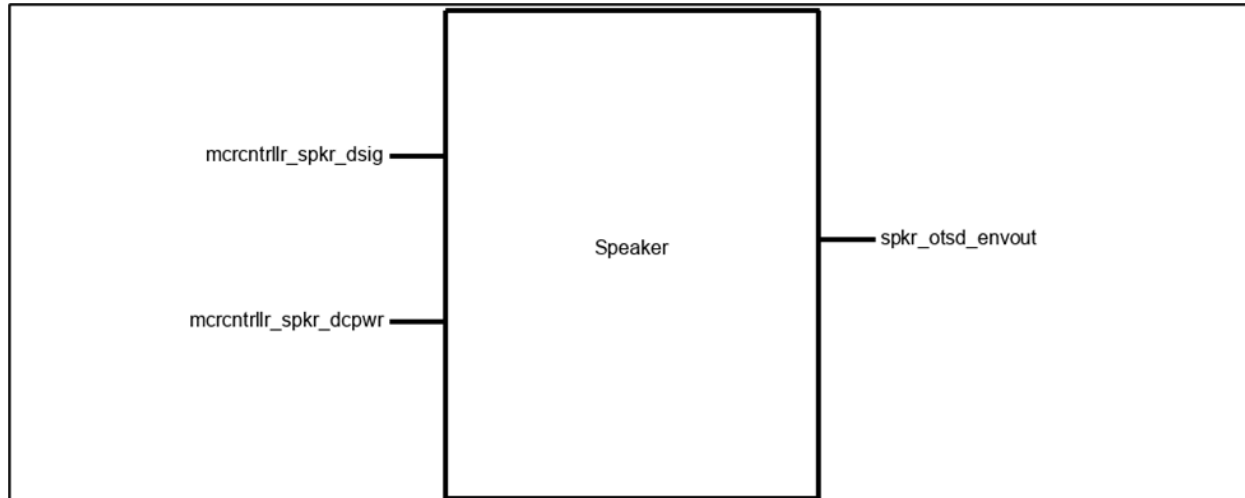 mcrcntrllr_spkr_dsig
Speaker
spkr_otsd_envout
mcrcntrllr_spkr_dcpwr